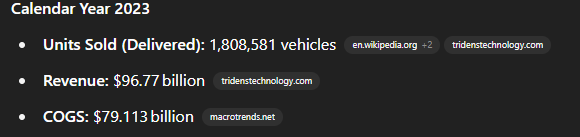 Calendar Year 2023
• Units Sold (Delivered): 1,808,581 vehicles en.wikipedia.org +2 tridenstechnology.com
• Revenue: $96.77 billion tridenstechnology.com
• COGS: $79.113 billion macrotrends.net